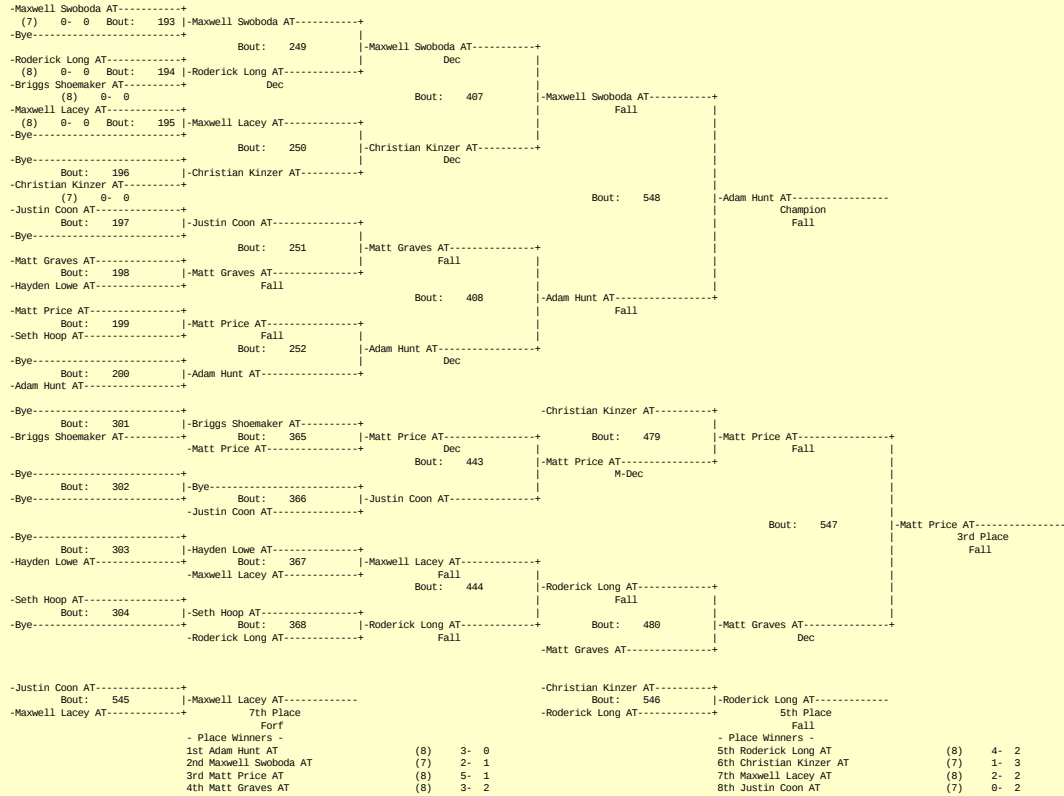 -Maxwell Swoboda AT-----------+
(7) 0- 0 Bout: 193 |-Maxwell Swoboda AT-----------+
-Bye-------------------------+ |
Bout: 249 |-Maxwell Swoboda AT-----------+
-Roderick Long AT-------------+ | Dec |
(8) 0- 0 Bout: 194 |-Roderick Long AT-------------+ |
-Briggs Shoemaker AT----------+ Dec |
(8) 0- 0 Bout: 407 |-Maxwell Swoboda AT-----------+
-Maxwell Lacey AT-------------+ | Fall |
(8) 0- 0 Bout: 195 |-Maxwell Lacey AT-------------+ | |
-Bye-------------------------+ | | |
Bout: 250 |-Christian Kinzer AT----------+ |
-Bye-------------------------+ | Dec |
Bout: 196 |-Christian Kinzer AT----------+ |
-Christian Kinzer AT----------+ |
(7) 0- 0 Bout: 548 |-Adam Hunt AT-----------------
-Justin Coon AT---------------+ | Champion
Bout: 197 |-Justin Coon AT---------------+ | Fall
-Bye-------------------------+ | |
Bout: 251 |-Matt Graves AT---------------+ |
-Matt Graves AT---------------+ | Fall | |
Bout: 198 |-Matt Graves AT---------------+ | |
-Hayden Lowe AT---------------+ Fall | |
Bout: 408 |-Adam Hunt AT-----------------+
-Matt Price AT----------------+ | Fall
Bout: 199 |-Matt Price AT----------------+ |
-Seth Hoop AT-----------------+ Fall | |
Bout: 252 |-Adam Hunt AT-----------------+
-Bye-------------------------+ | Dec
Bout: 200 |-Adam Hunt AT-----------------+
-Adam Hunt AT-----------------+
-Bye-------------------------+ -Christian Kinzer AT----------+
Bout: 301 |-Briggs Shoemaker AT----------+ |
-Briggs Shoemaker AT----------+ Bout: 365 |-Matt Price AT----------------+ Bout: 479 |-Matt Price AT----------------+
-Matt Price AT----------------+ Dec | | Fall |
Bout: 443 |-Matt Price AT----------------+ |
-Bye-------------------------+ | M-Dec |
Bout: 302 |-Bye-------------------------+ | |
-Bye-------------------------+ Bout: 366 |-Justin Coon AT---------------+ |
-Justin Coon AT---------------+ |
Bout: 547 |-Matt Price AT----------------
-Bye-------------------------+ | 3rd Place
Bout: 303 |-Hayden Lowe AT---------------+ | Fall
-Hayden Lowe AT---------------+ Bout: 367 |-Maxwell Lacey AT-------------+ |
-Maxwell Lacey AT-------------+ Fall | |
Bout: 444 |-Roderick Long AT-------------+ |
-Seth Hoop AT-----------------+ | Fall | |
Bout: 304 |-Seth Hoop AT-----------------+ | | |
-Bye-------------------------+ Bout: 368 |-Roderick Long AT-------------+ Bout: 480 |-Matt Graves AT---------------+
-Roderick Long AT-------------+ Fall | Dec
-Matt Graves AT---------------+
-Justin Coon AT---------------+ -Christian Kinzer AT----------+
Bout: 545 |-Maxwell Lacey AT------------- Bout: 546 |-Roderick Long AT-------------
-Maxwell Lacey AT-------------+ 7th Place -Roderick Long AT-------------+ 5th Place
Forf Fall
- Place Winners - - Place Winners -
1st Adam Hunt AT (8) 3- 0 5th Roderick Long AT (8) 4- 2
2nd Maxwell Swoboda AT (7) 2- 1 6th Christian Kinzer AT (7) 1- 3
3rd Matt Price AT (8) 5- 1 7th Maxwell Lacey AT (8) 2- 2
4th Matt Graves AT (8) 3- 2 8th Justin Coon AT (7) 0- 2